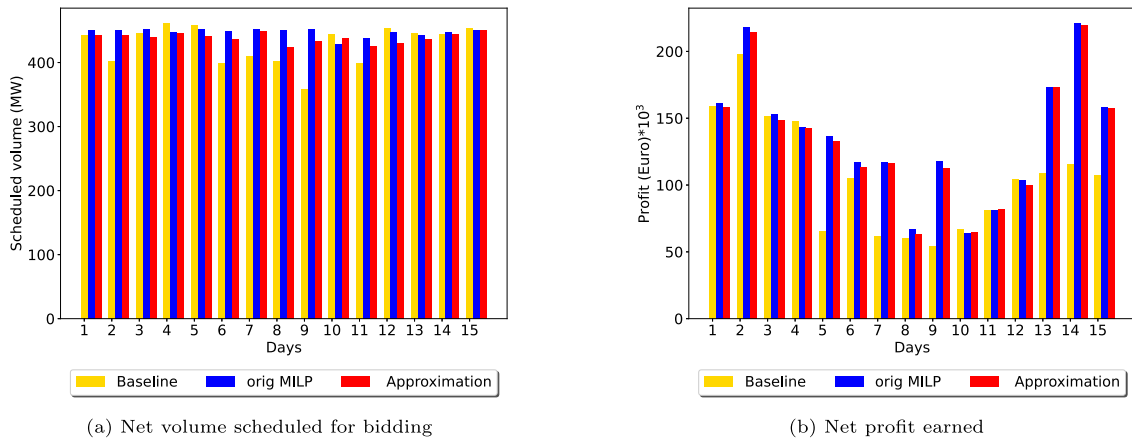 Scheduled volume (MW)
400
300
200
100
0
1 2 3 4 5 6 7 8 9 10 11 12 13 14 15
Days
Baseline orig MILP Approximation
(a) Net volume scheduled for bidding
Profit (Euro)*10³
200
150
100
50
0
1 2 3 4 5 6 7 8 9 10 11 12 13 14 15
Days
Baseline orig MILP Approximation
(b) Net profit earned